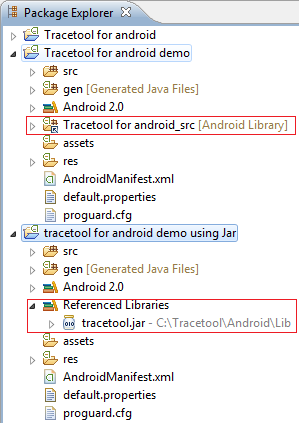 Package Explorer
Tracetool for android
Tracetool for android demo
src
gen [Generated Java Files]
Android 2.0
Tracetool for android_src [Android Library]
assets
res
AndroidManifest.xml
default.properties
proguard.cfg
tracetool for android demo using Jar
src
gen [Generated Java Files]
Android 2.0
Referenced Libraries
tracetool.jar - C:\Tracetool\Android\Lib
assets
res
AndroidManifest.xml
default.properties
proguard.cfg